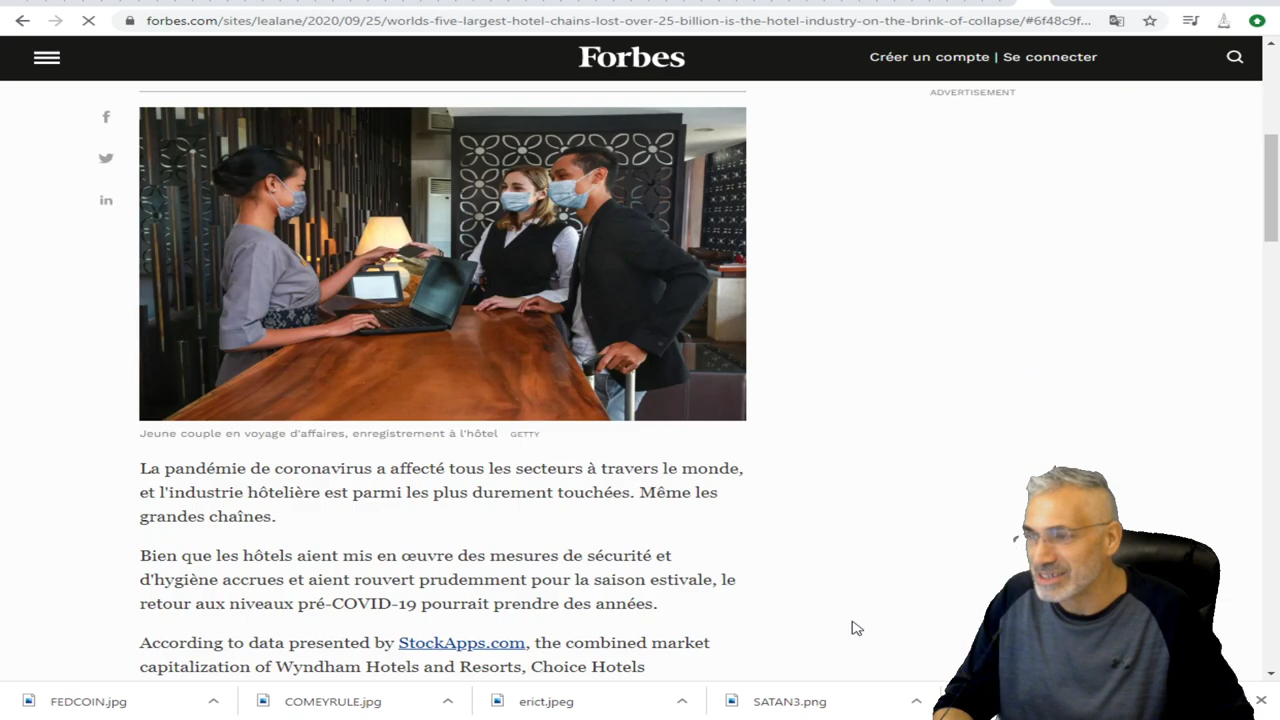 forbes.com/sites/lealane/2020/09/25/worlds-five-largest-hotel-chains-lost-over-25-billion-is-the-hotel-industry-on-the-brink-of-collapse/#6f48c9f...
Forbes
Créer un compte | Se connecter
ADVERTISEMENT
Jeune couple en voyage d'affaires, enregistrement à l'hôtel GETTY
La pandémie de coronavirus a affecté tous les secteurs à travers le monde,
et l'industrie hôtelière est parmi les plus durement touchées. Même les
grandes chaînes.
Bien que les hôtels aient mis en œuvre des mesures de sécurité et
d'hygiène accrues et aient rouvert prudemment pour la saison estivale, le
retour aux niveaux pré-COVID-19 pourrait prendre des années.
According to data presented by StockApps.com, the combined market
capitalization of Wyndham Hotels and Resorts, Choice Hotels
FEDCOIN.jpg
COMEYRULE.jpg
erict.jpeg
SATAN3.png